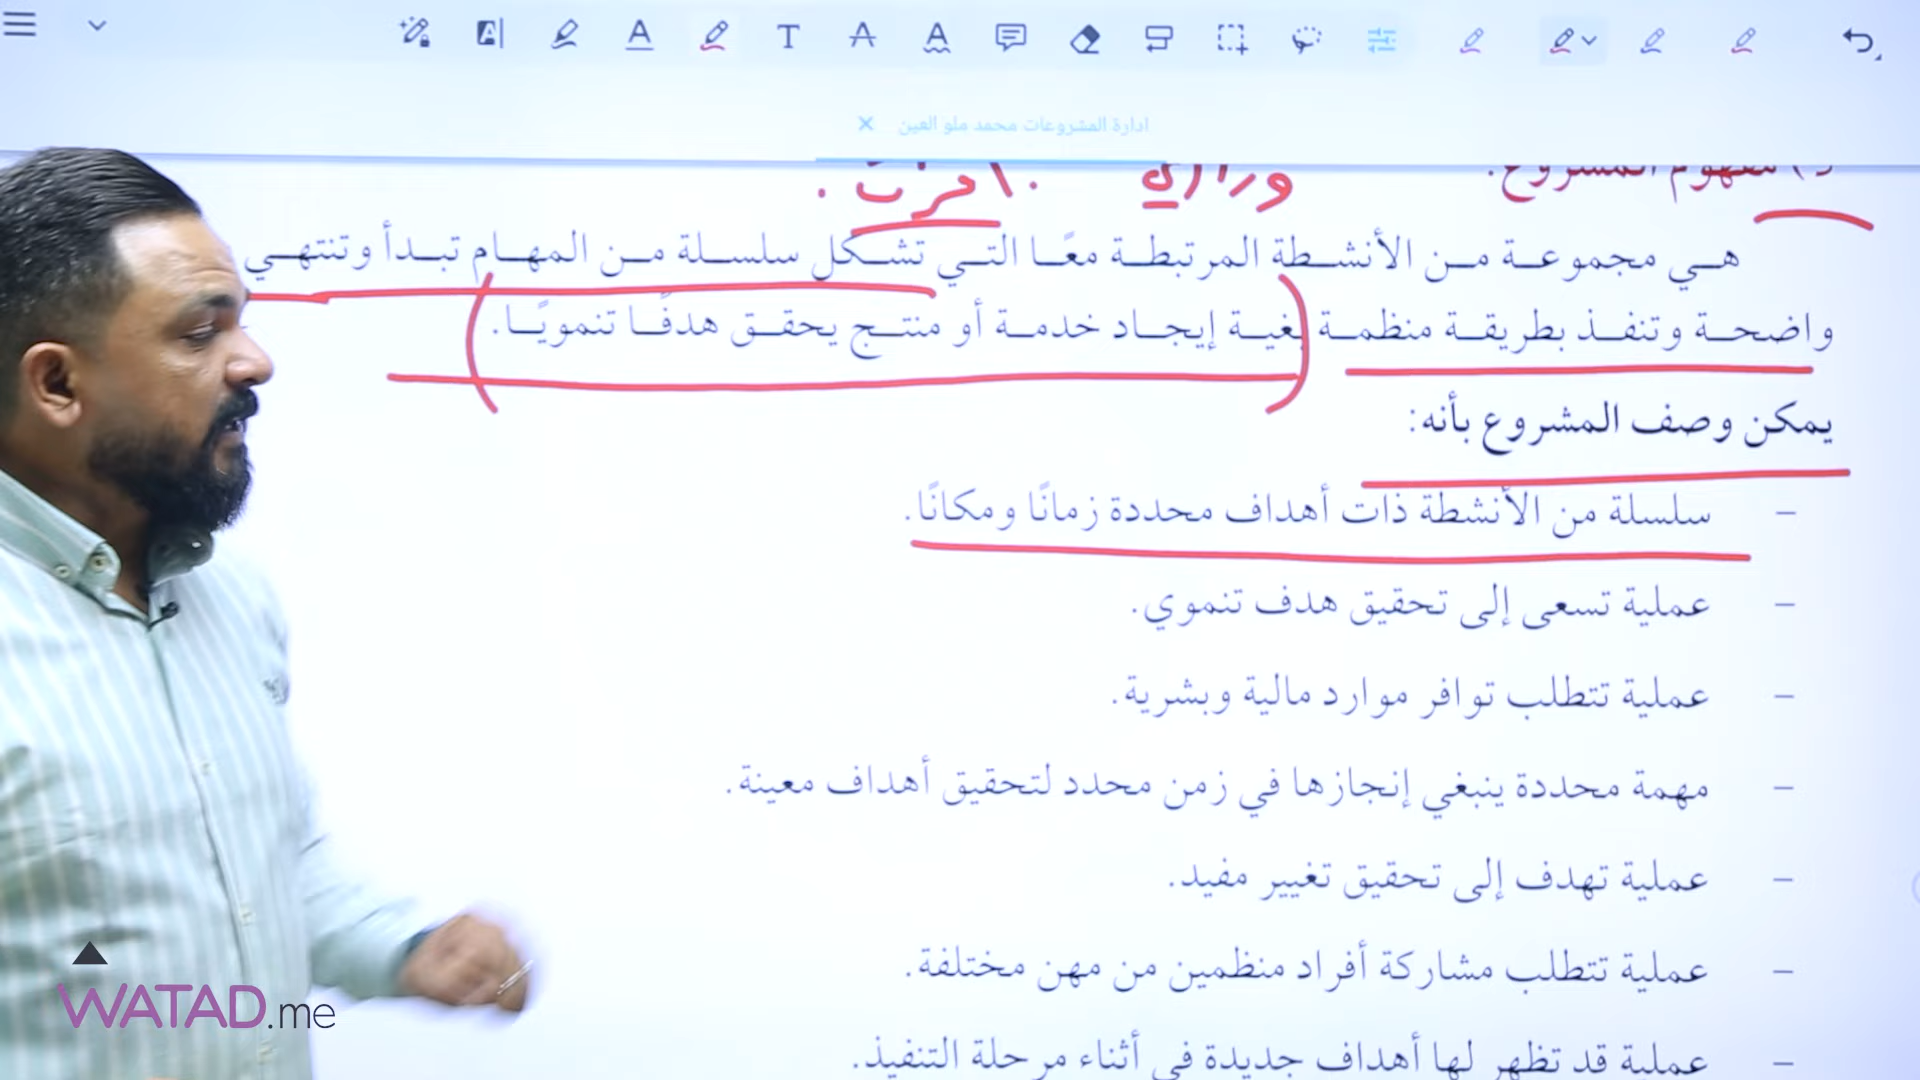 ادارة المشروعات محمد ملو العين
مفهوم المشروع:
وزاري
هي مجموعة من الأنشطة المرتبطة معًا التي تشكل سلسلة من المهام تبدأ وتنتهي
واضحة وتنفذ بطريقة منظمة بغية إيجاد خدمة أو منتج يحقق هدفًا تنمويًا.
يمكن وصف المشروع بأنه:
– سلسلة من الأنشطة ذات أهداف محددة زمانًا ومكانًا.
– عملية تسعى إلى تحقيق هدف تنموي.
– عملية تتطلب توافر موارد مالية وبشرية.
– مهمة محددة ينبغي إنجازها في زمن محدد لتحقيق أهداف معينة.
– عملية تهدف إلى تحقيق تغيير مفيد.
– عملية تتطلب مشاركة أفراد منظمين من مهن مختلفة.
– عملية قد تظهر لها أهداف جديدة في أثناء مرحلة التنفيذ.
WATAD.me